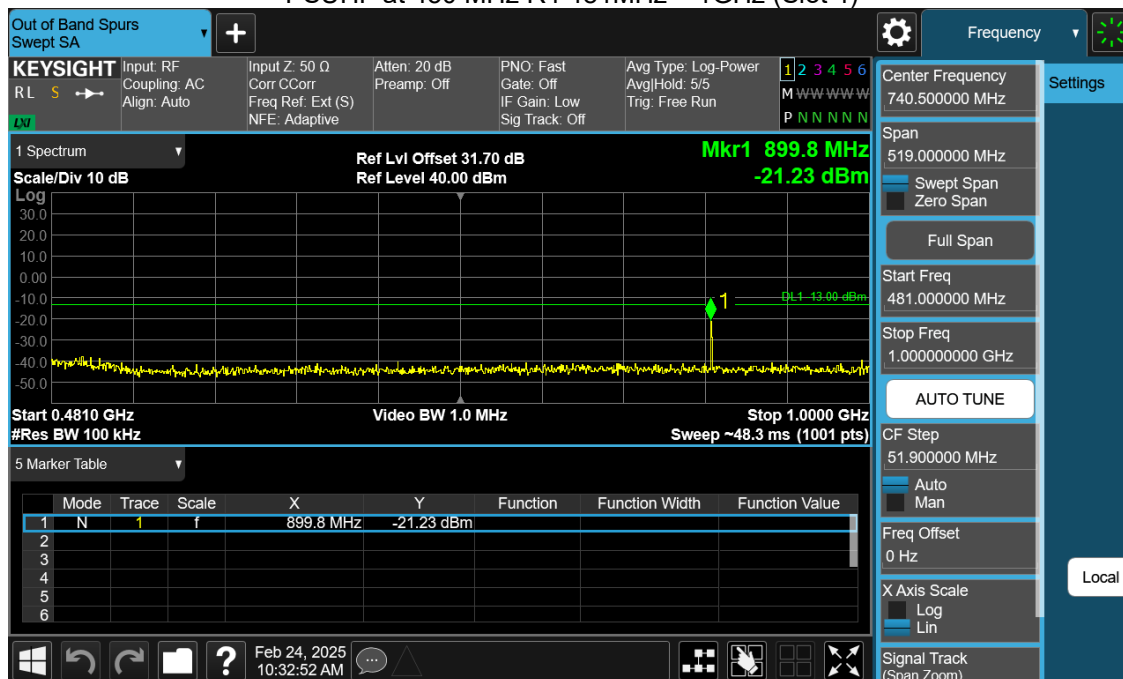 Out of Band Spurs
Swept SA
Frequency
KEYSIGHT
R L S
LXI
Input: RF
Coupling: AC
Align: Auto
Input Z: 50 Ω
Corr CCorr
Freq Ref: Ext (S)
NFE: Adaptive
Atten: 20 dB
Preamp: Off
PNO: Fast
Gate: Off
IF Gain: Low
Sig Track: Off
Avg Type: Log-Power
Avg|Hold: 5/5
Trig: Free Run
1 2 3 4 5 6
M W W W W W
P N N N N N
1 Spectrum
Scale/Div 10 dB
Ref Lvl Offset 31.70 dB
Ref Level 40.00 dBm
Mkr1 899.8 MHz
-21.23 dBm
Log
30.0
20.0
10.0
0.00
-10.0
-20.0
-30.0
-40.0
-50.0
1
DL1 -13.00 dBm
Start 0.4810 GHz
#Res BW 100 kHz
Video BW 1.0 MHz
Stop 1.0000 GHz
Sweep ~48.3 ms (1001 pts)
5 Marker Table
Mode Trace Scale X Y Function Function Width Function Value
1 N 1 f 899.8 MHz -21.23 dBm
2
3
4
5
6
Feb 24, 2025
10:32:52 AM
Settings
Center Frequency
740.500000 MHz
Span
519.000000 MHz
Swept Span
Zero Span
Full Span
Start Freq
481.000000 MHz
Stop Freq
1.000000000 GHz
AUTO TUNE
CF Step
51.900000 MHz
Auto
Man
Freq Offset
0 Hz
X Axis Scale
Log
Lin
Signal Track
(Span Zoom)
Local